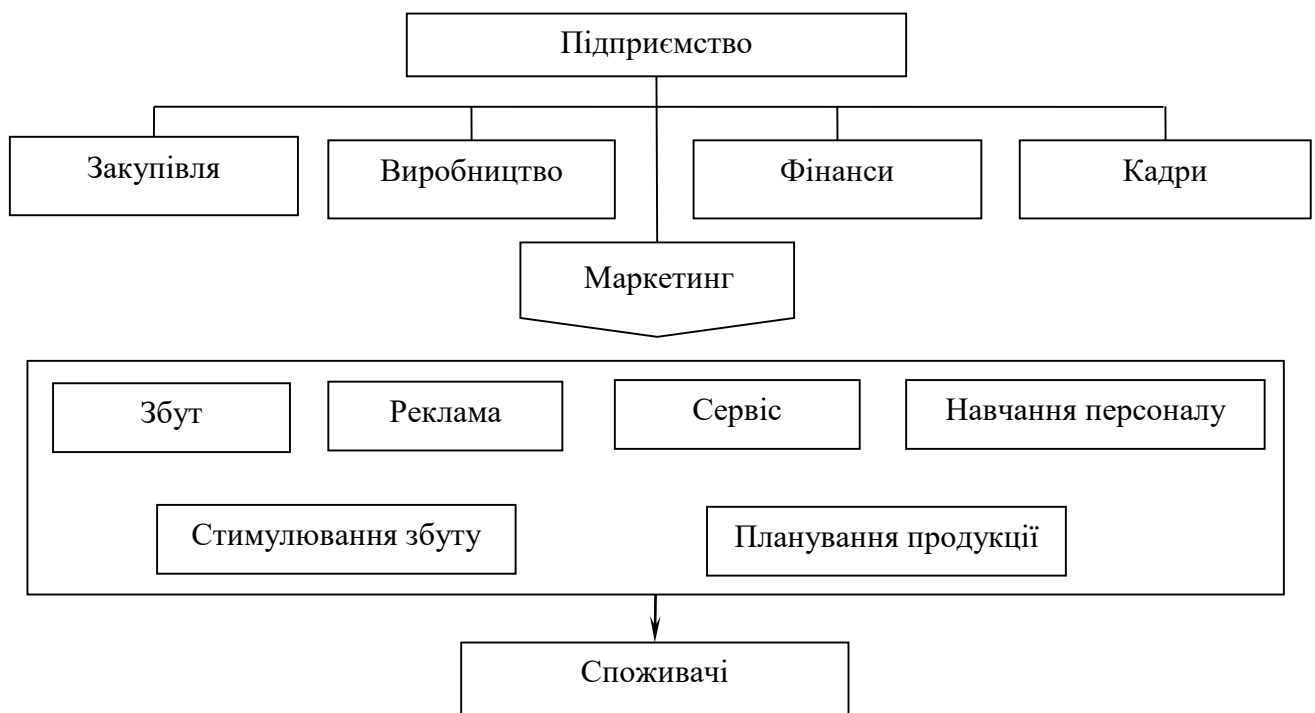 Підприємство
Закупівля
Виробництво
Фінанси
Кадри
Маркетинг
Збут
Реклама
Сервіс
Навчання персоналу
Стимулювання збуту
Планування продукції
Споживачі